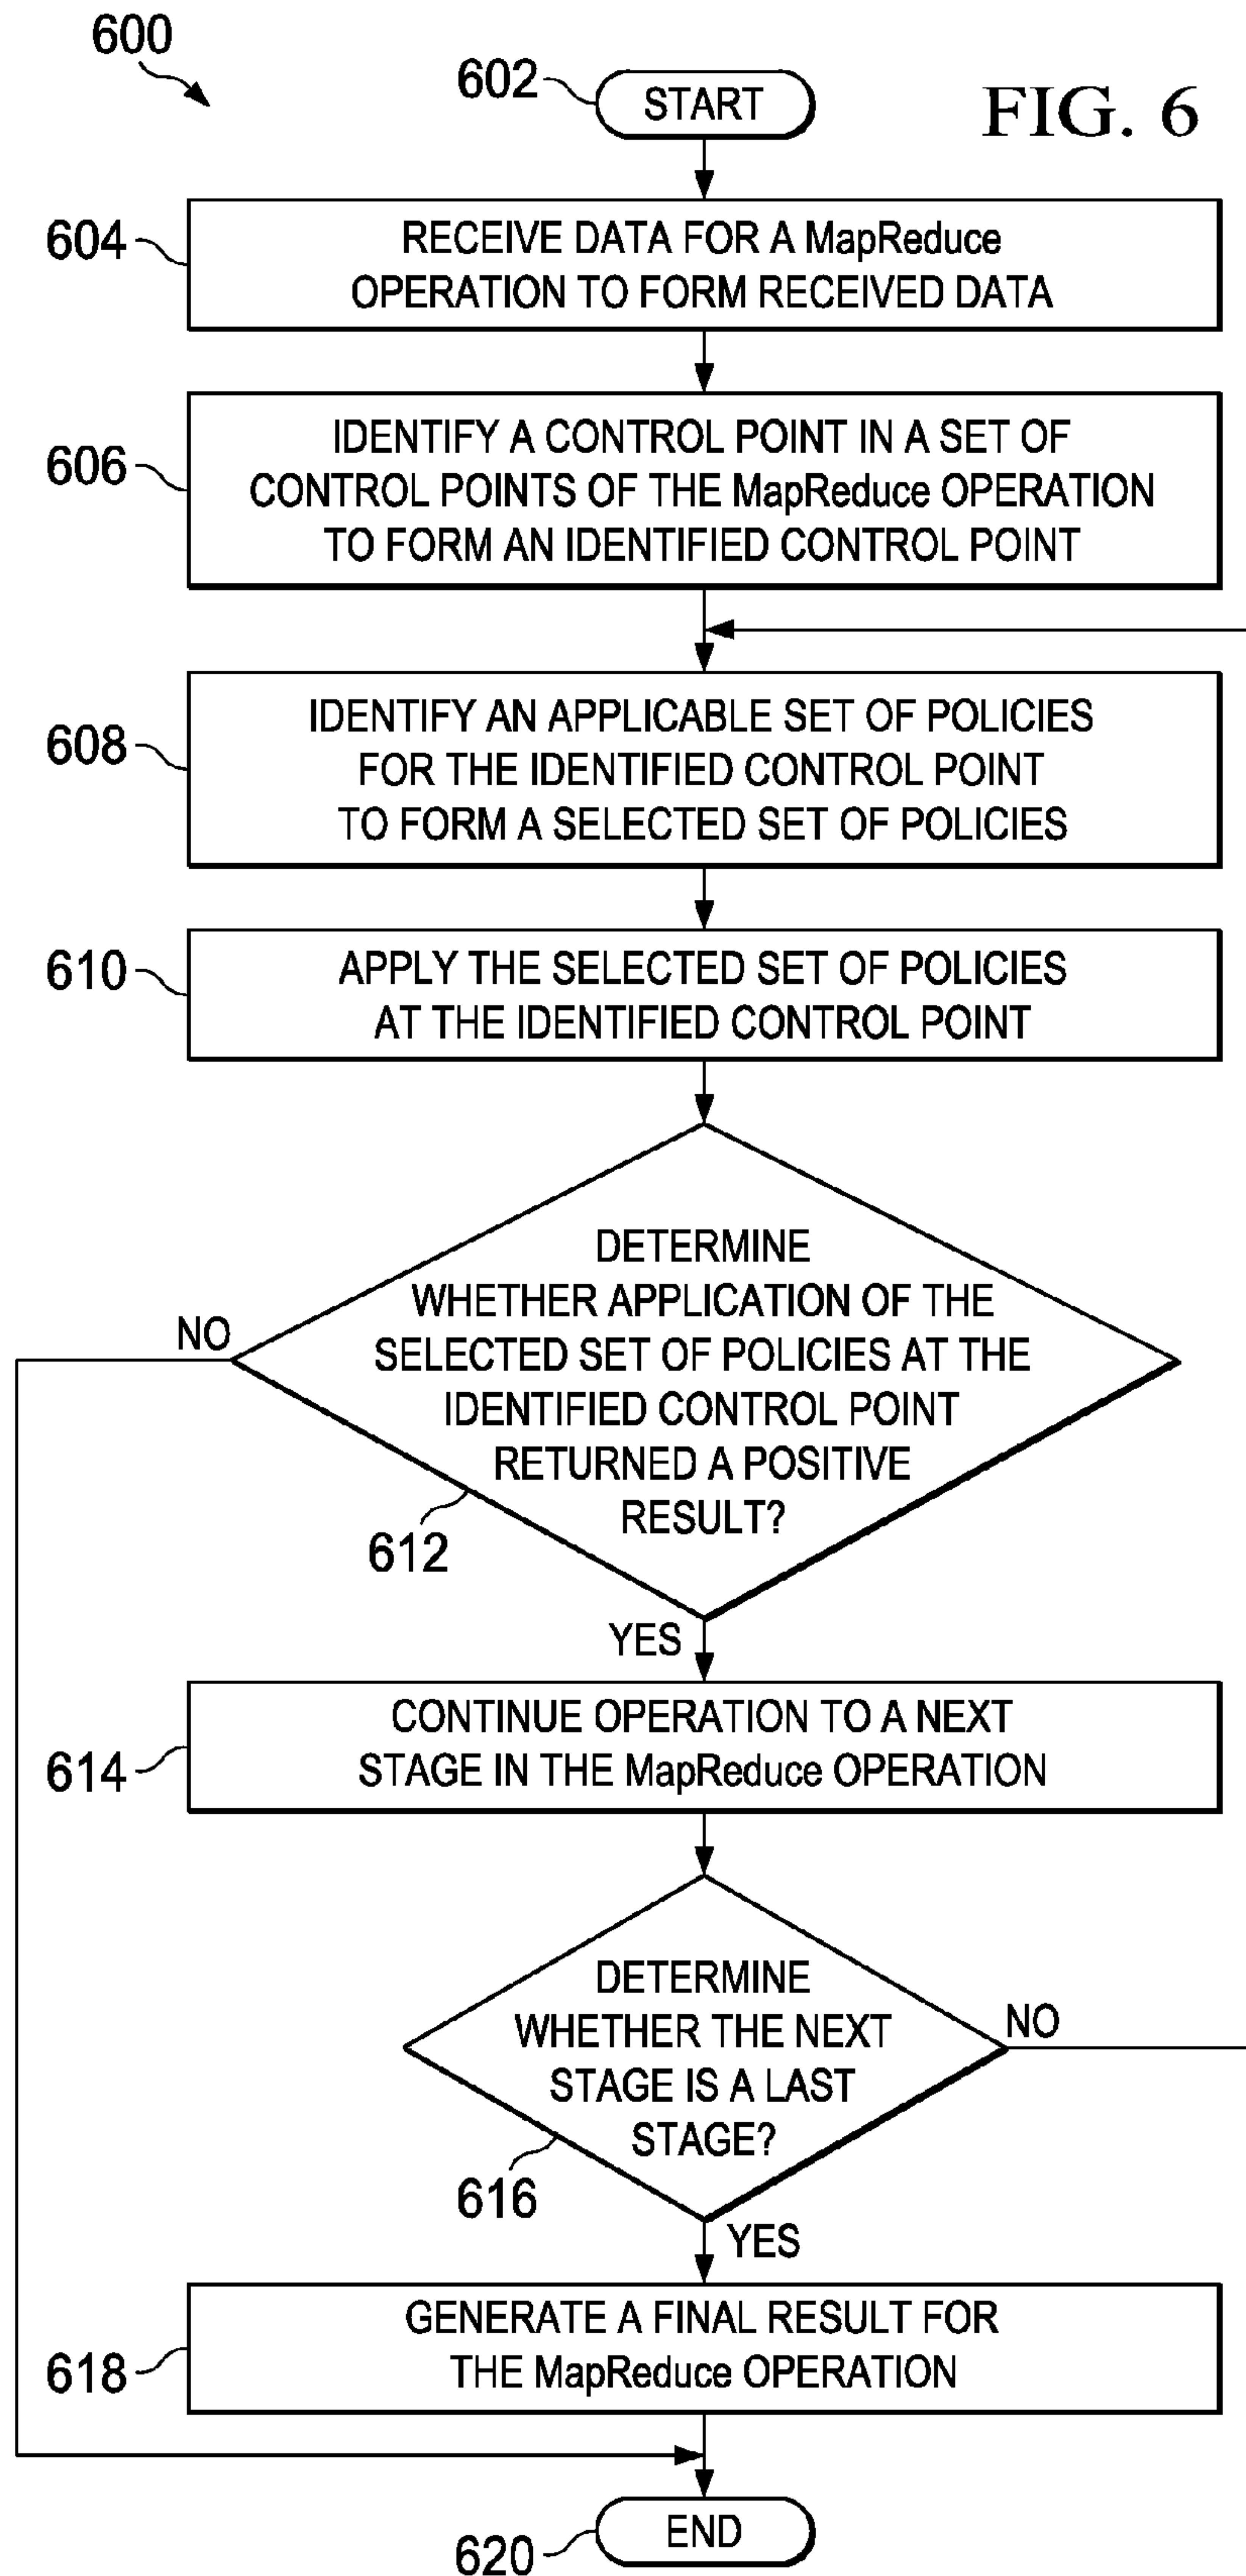 600
602
START
FIG. 6
604
RECEIVE DATA FOR A MapReduce
OPERATION TO FORM RECEIVED DATA
606
IDENTIFY A CONTROL POINT IN A SET OF
CONTROL POINTS OF THE MapReduce OPERATION
TO FORM AN IDENTIFIED CONTROL POINT
608
IDENTIFY AN APPLICABLE SET OF POLICIES
FOR THE IDENTIFIED CONTROL POINT
TO FORM A SELECTED SET OF POLICIES
610
APPLY THE SELECTED SET OF POLICIES
AT THE IDENTIFIED CONTROL POINT
DETERMINE
WHETHER APPLICATION OF THE
SELECTED SET OF POLICIES AT THE
IDENTIFIED CONTROL POINT
RETURNED A POSITIVE
RESULT?
NO
612
YES
614
CONTINUE OPERATION TO A NEXT
STAGE IN THE MapReduce OPERATION
DETERMINE
WHETHER THE NEXT
STAGE IS A LAST
STAGE?
NO
616
YES
618
GENERATE A FINAL RESULT FOR
THE MapReduce OPERATION
620
END